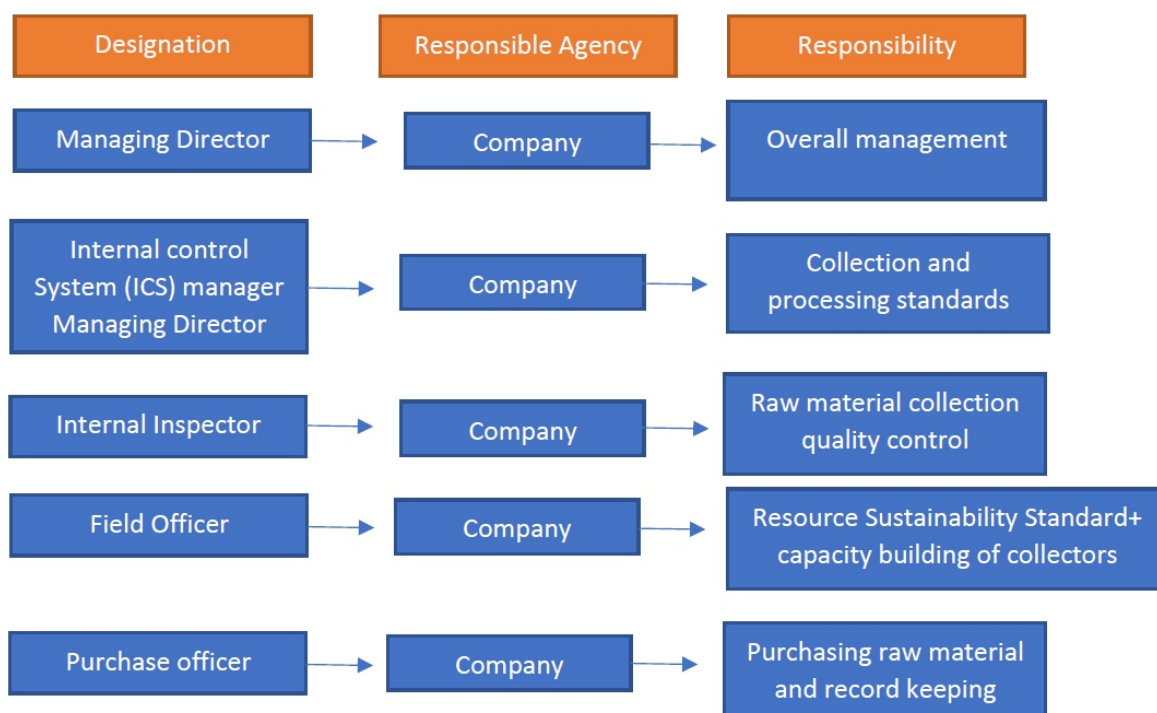 Designation
Responsible Agency
Responsibility
Managing Director
Company
Overall management
Internal control
System (ICS) manager
Managing Director
Company
Collection and
processing standards
Internal Inspector
Company
Raw material collection
quality control
Field Officer
Company
Resource Sustainability Standard+
capacity building of collectors
Purchase officer
Company
Purchasing raw material
and record keeping